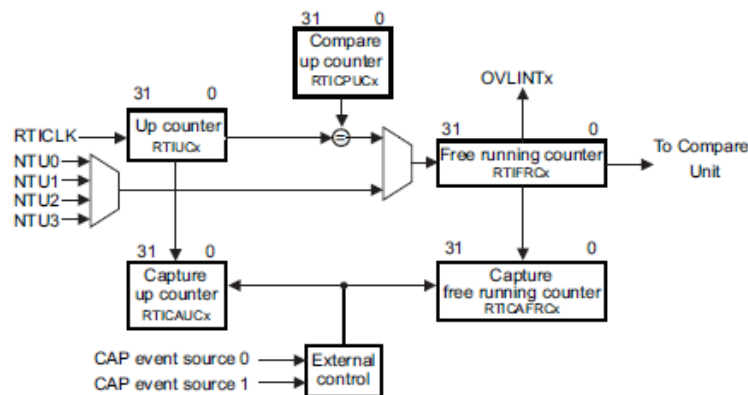 31 0
Compare
up counter
RTICPUCx
OVLINTx
31 0
31 0
RTICLK
Up counter
RTIUCx
=
Free running counter
RTIFRCx
To Compare
Unit
NTU0
NTU1
NTU2
NTU3
31 0
31 0
Capture
up counter
RTICAUCx
Capture
free running counter
RTICAFRCx
CAP event source 0
CAP event source 1
External
control